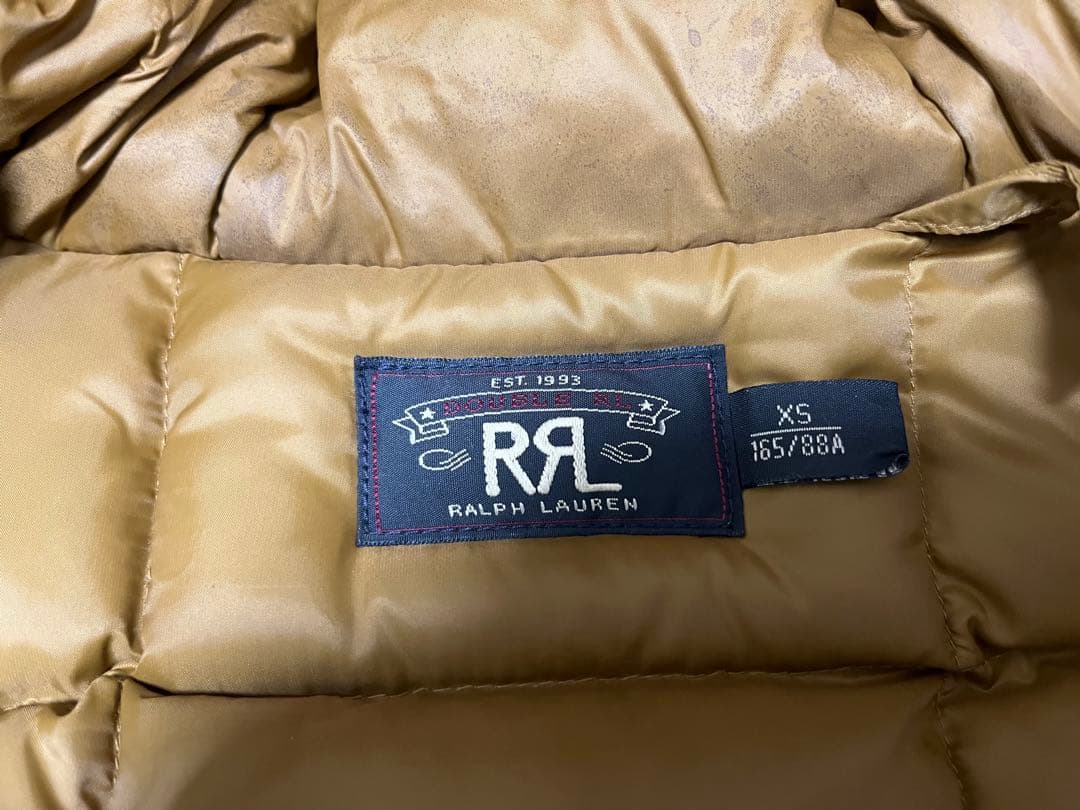 EST. 1993
DOUBLE RL
RRL
RALPH LAUREN
XS
165/88A